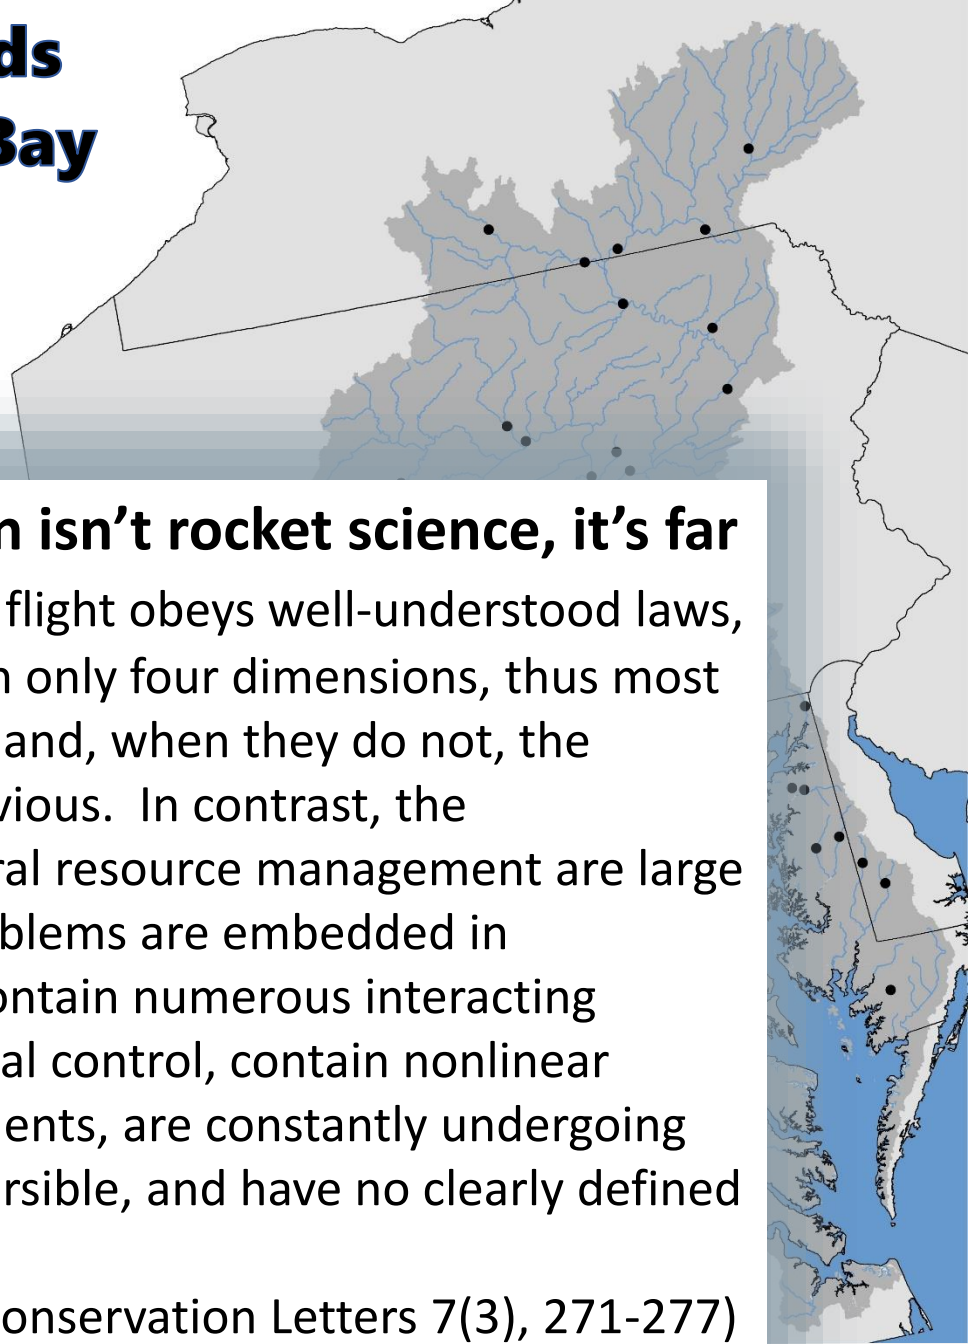 ds
Bay
n isn’t rocket science, it’s far
flight obeys well-understood laws,
n only four dimensions, thus most
and, when they do not, the
vious.  In contrast, the
ral resource management are large
blems are embedded in
ontain numerous interacting
al control, contain nonlinear
ents, are constantly undergoing
rsible, and have no clearly defined
onservation Letters 7(3), 271-277)